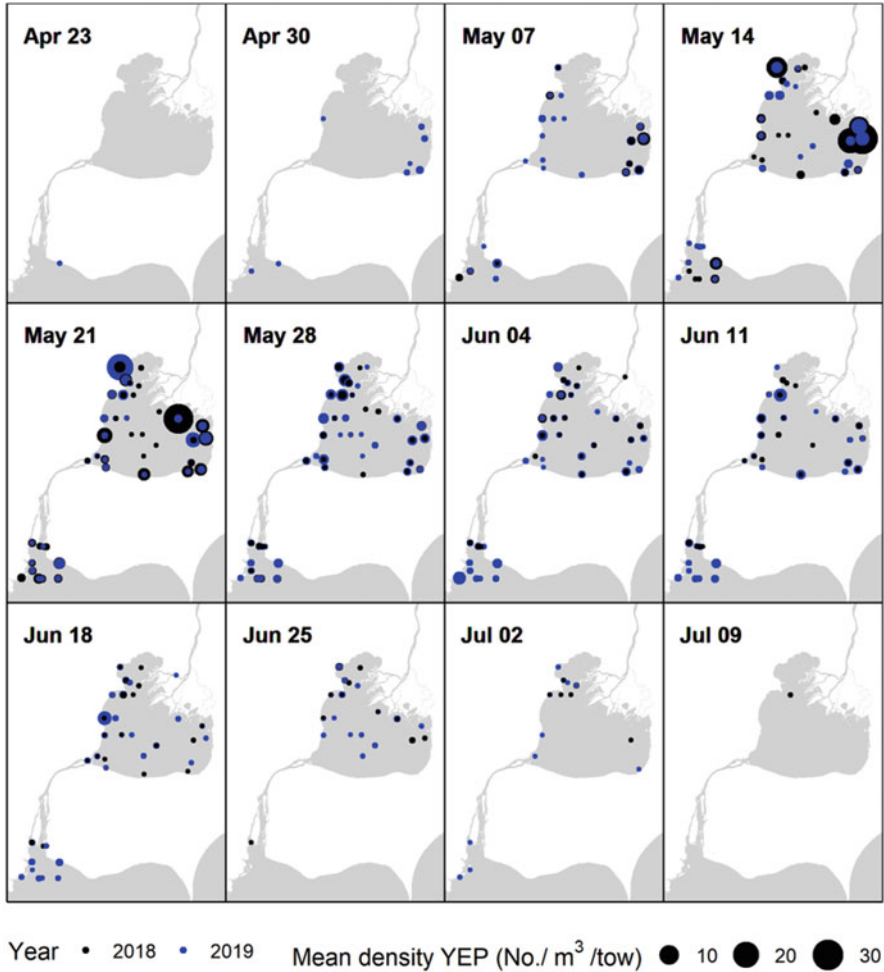 Apr 23 Apr 30 May 07 May 14
May 21 May 28 Jun 04 Jun 11
Jun 18 Jun 25 Jul 02 Jul 09
Year 2018 2019 Mean density YEP (No./ m³ /tow) 10 20 30